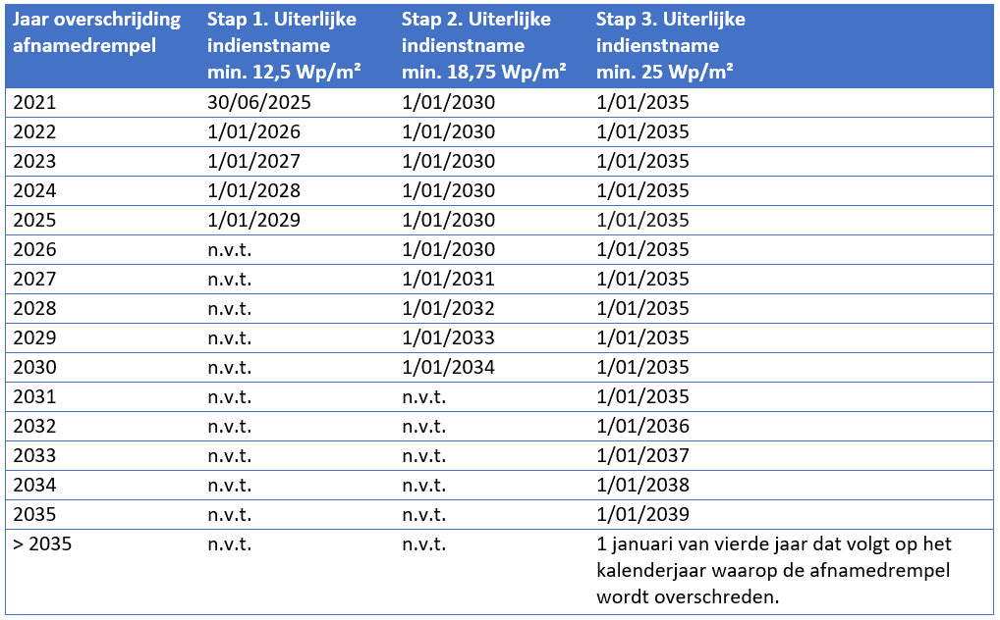 Jaar overschrijding afnamedrempel | Stap 1. Uiterlijke indienstname min. 12,5 Wp/m² | Stap 2. Uiterlijke indienstname min. 18,75 Wp/m² | Stap 3. Uiterlijke indienstname min. 25 Wp/m²
2021 30/06/2025 1/01/2030 1/01/2035
2022 1/01/2026 1/01/2030 1/01/2035
2023 1/01/2027 1/01/2030 1/01/2035
2024 1/01/2028 1/01/2030 1/01/2035
2025 1/01/2029 1/01/2030 1/01/2035
2026 n.v.t. 1/01/2030 1/01/2035
2027 n.v.t. 1/01/2031 1/01/2035
2028 n.v.t. 1/01/2032 1/01/2035
2029 n.v.t. 1/01/2033 1/01/2035
2030 n.v.t. 1/01/2034 1/01/2035
2031 n.v.t. n.v.t. 1/01/2035
2032 n.v.t. n.v.t. 1/01/2036
2033 n.v.t. n.v.t. 1/01/2037
2034 n.v.t. n.v.t. 1/01/2038
2035 n.v.t. n.v.t. 1/01/2039
> 2035 n.v.t. n.v.t. 1 januari van vierde jaar dat volgt op het
kalenderjaar waarop de afnamedrempel
wordt overschreden.